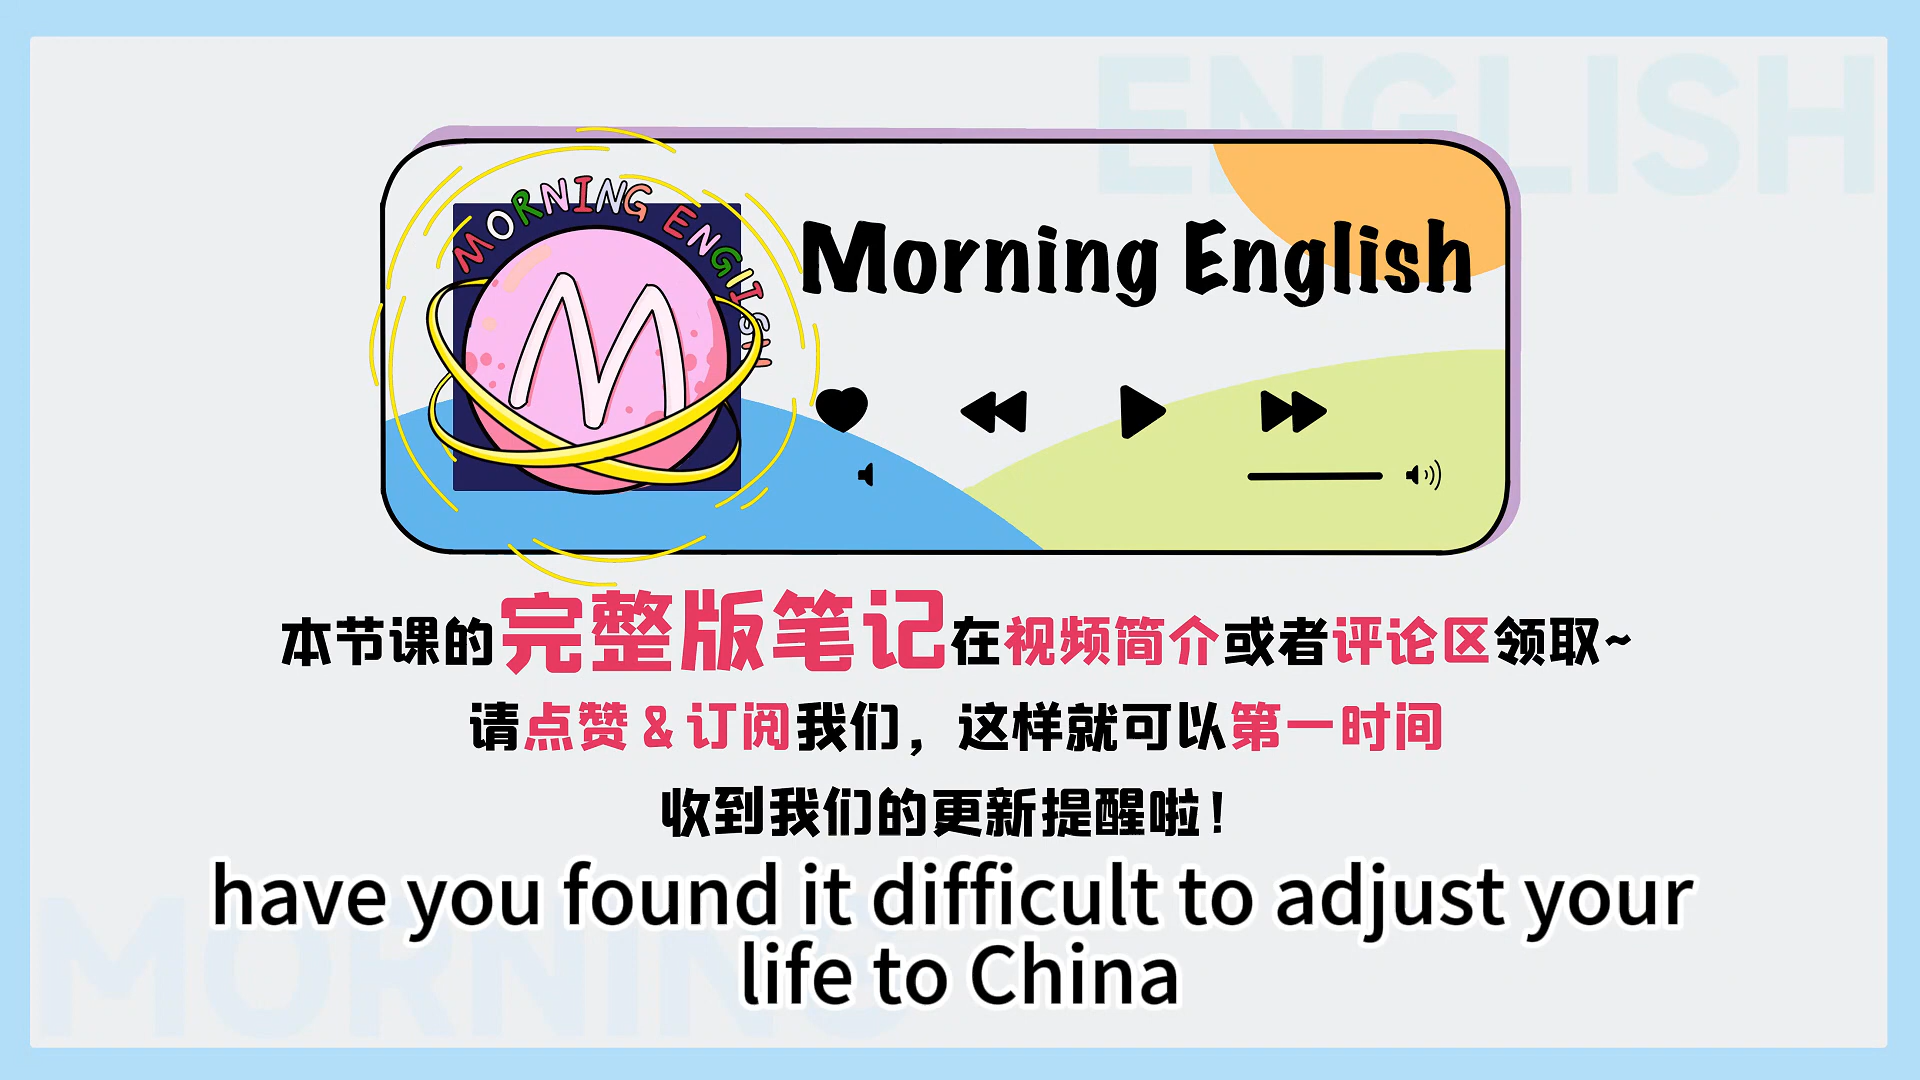 ENGLISH
MORNING ENGLISH
M
Morning English
本节课的完整版笔记在视频简介或者评论区领取~
请点赞&订阅我们，这样就可以第一时间
收到我们的更新提醒啦！
have you found it difficult to adjust your
life to China
MORNING